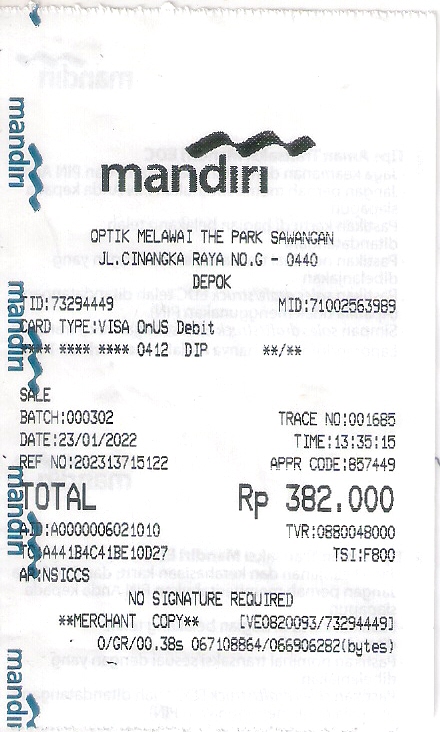 mandiri
OPTIK MELAWAI THE PARK SAWANGAN
JL.CINANGKA RAYA NO.G - 0440
DEPOK
TID:73294449 MID:71002563989
CARD TYPE:VISA OnUS Debit
**** **** **** 0412 DIP **/**
SALE
BATCH:000302 TRACE NO:001685
DATE:23/01/2022 TIME:13:35:15
REF NO:202313715122 APPR CODE:857449
TOTAL Rp 382.000
AID:A0000006021010 TVR:0880048000
TC:A441B4C41BE10D27 TSI:F800
AP:NSICCS
NO SIGNATURE REQUIRED
**MERCHANT COPY** [VE0820093/73294449]
O/GR/00.38s 067108864/066906282(bytes)
mandiri
mandiri
mandiri
mandiri